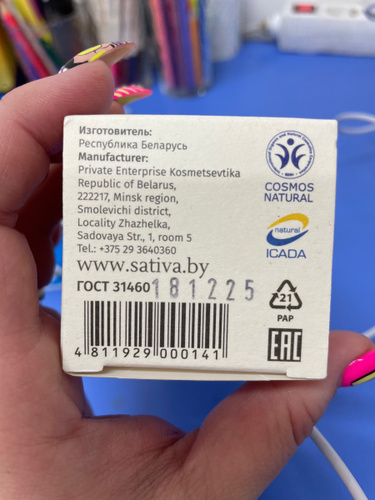 Изготовитель:
Республика Беларусь
Manufacturer:
Private Enterprise Kosmetsevtika
Republic of Belarus,
222217, Minsk region,
Smolevichi district,
Locality Zhazhelka,
Sadovaya Str., 1, room 5
Tel.: +375 29 3640360
www.sativa.by
ГОСТ 31460 181225
4 811929 000141
COSMOS
NATURAL
natural
ICADA
21
PAP
EAC